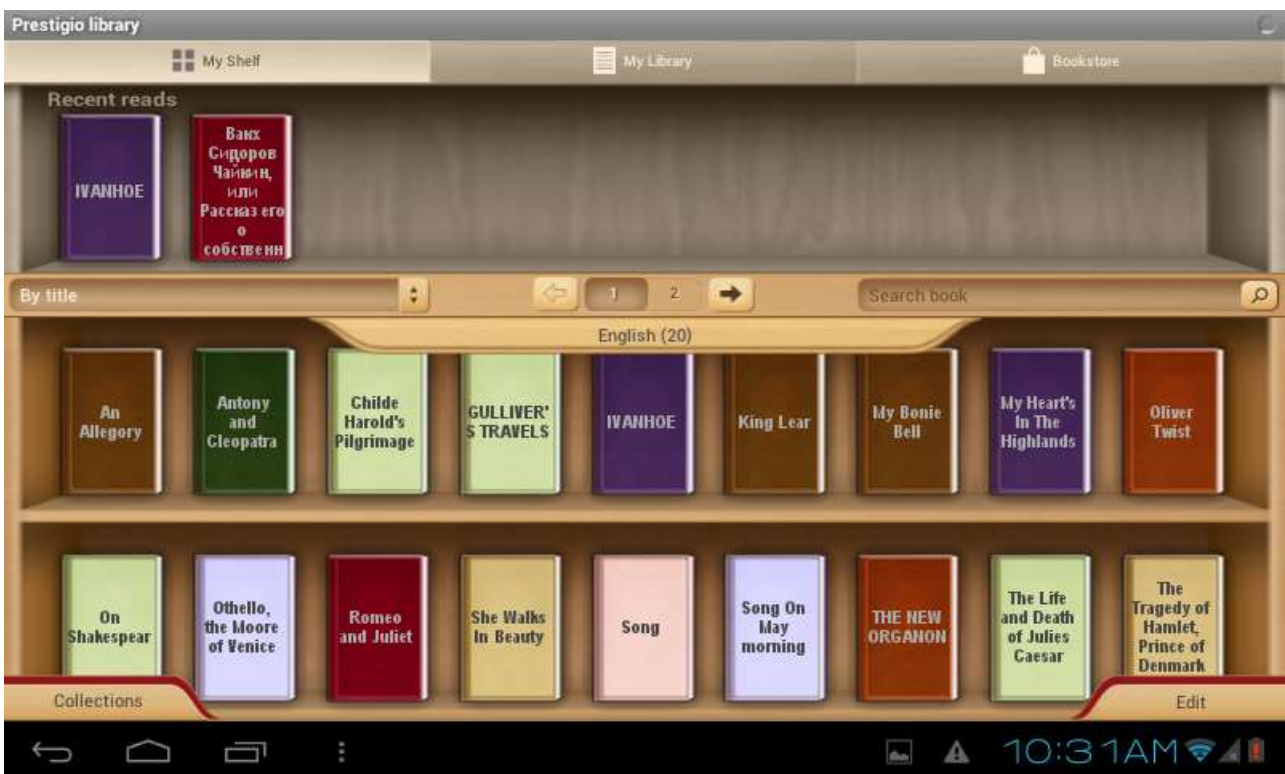 Prestigio library
My Shelf
My Library
Bookstore
Recent reads
IVANHOE
Вакх
Сидоров
Чайкин,
или
Рассказ его
о
собственн
By title
1
2
Search book
English (20)
An
Allegory
Antony
and
Cleopatra
Childe
Harold's
Pilgrimage
GULLIVER'
S TRAVELS
IVANHOE
King Lear
My Bonie
Bell
My Heart's
In The
Highlands
Oliver
Twist
On
Shakespear
Othello,
the Moore
of Venice
Romeo
and Juliet
She Walks
In Beauty
Song
Song On
May
morning
THE NEW
ORGANON
The Life
and Death
of Julies
Caesar
The
Tragedy of
Hamlet,
Prince of
Denmark
Collections
Edit
10:31AM